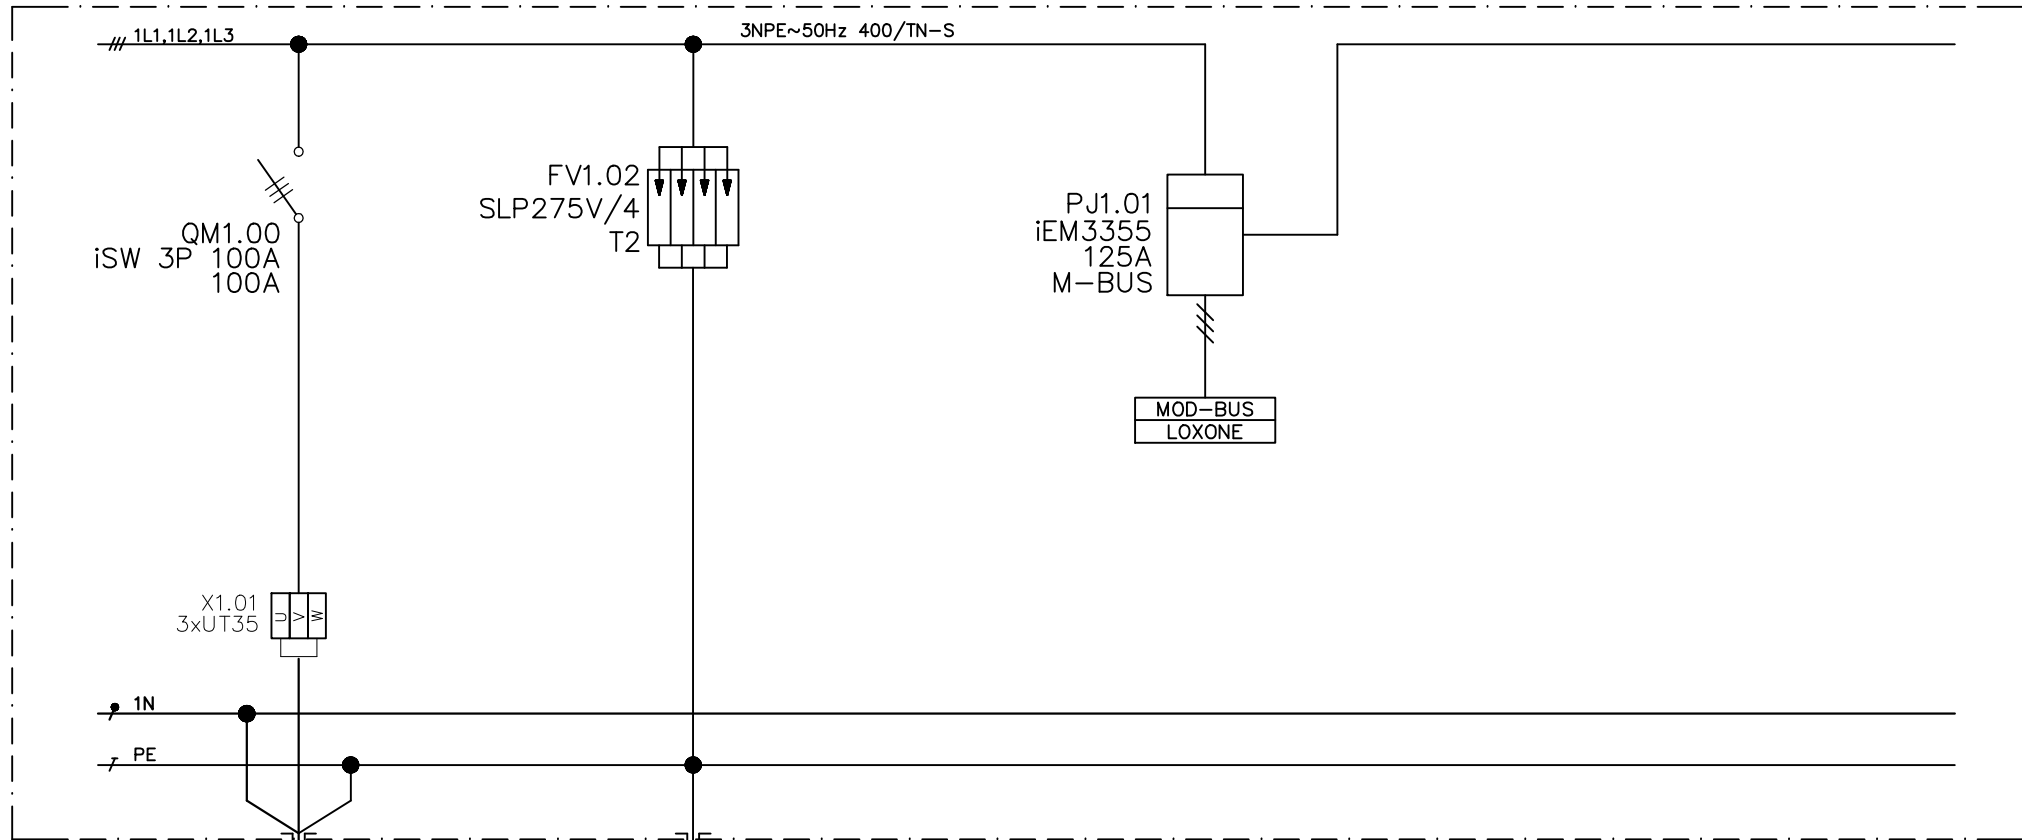 1L1,1L2,1L3
3NPE~50Hz 400/TN-S
QM1.00
iSW 3P 100A
100A
FV1.02
SLP275V/4
T2
PJ1.01
iEM3355
125A
M-BUS
MOD-BUS
LOXONE
X1.01
3xUT35
U V W
1N
PE